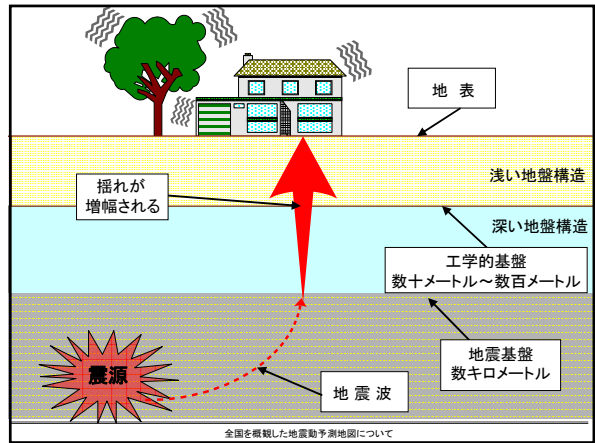 地 表
浅い地盤構造
揺れが
増幅される
深い地盤構造
工学的基盤
数十メートル～数百メートル
地震基盤
数キロメートル
震源
地 震 波
全国を概観した地震動予測地図について